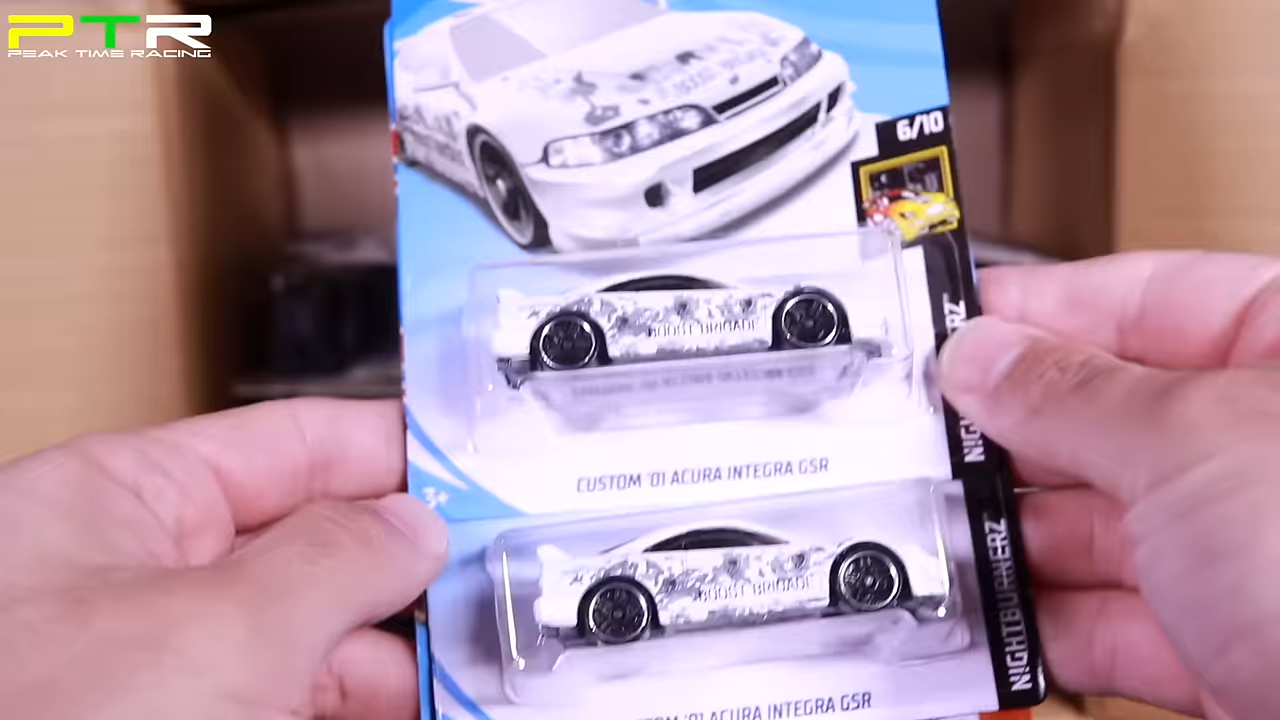 PTR
PEAK TIME RACING
6/10
BOOST BRIGADE
CUSTOM '01 ACURA INTEGRA GSR
3+
NIGHTBURNERZ
BOOST BRIGADE
'01 ACURA INTEGRA GSR